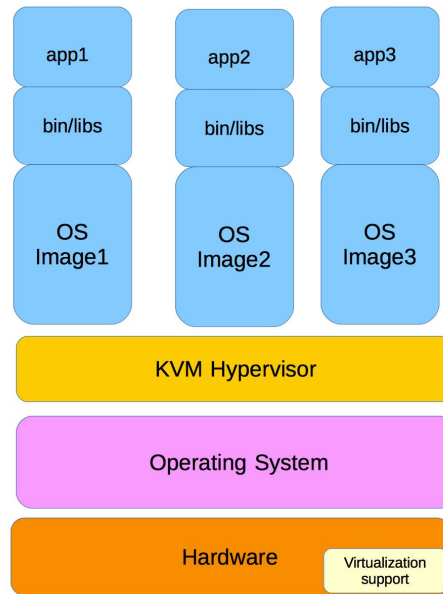 app1
app2
app3
bin/libs
bin/libs
bin/libs
OS
Image1
OS
Image2
OS
Image3
KVM Hypervisor
Operating System
Hardware
Virtualization
support